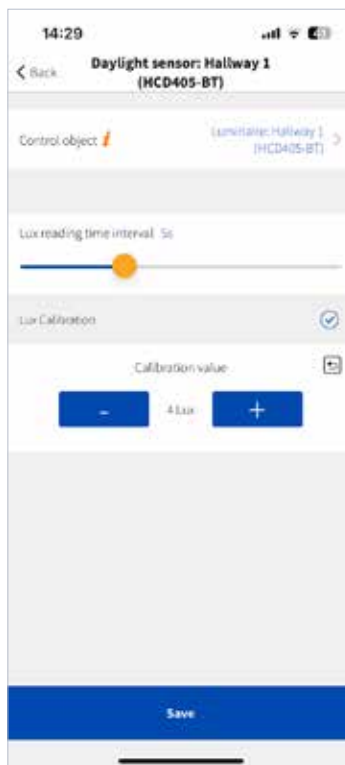 14:29
Back
Daylight sensor: Hallway 1
(HCD405-BT)
Control object i
Luminaire: Hallway 1
(HCD405-BT)
Lux reading time interval 5s
Lux Calibration
Calibration value
- 4 Lux +
Save